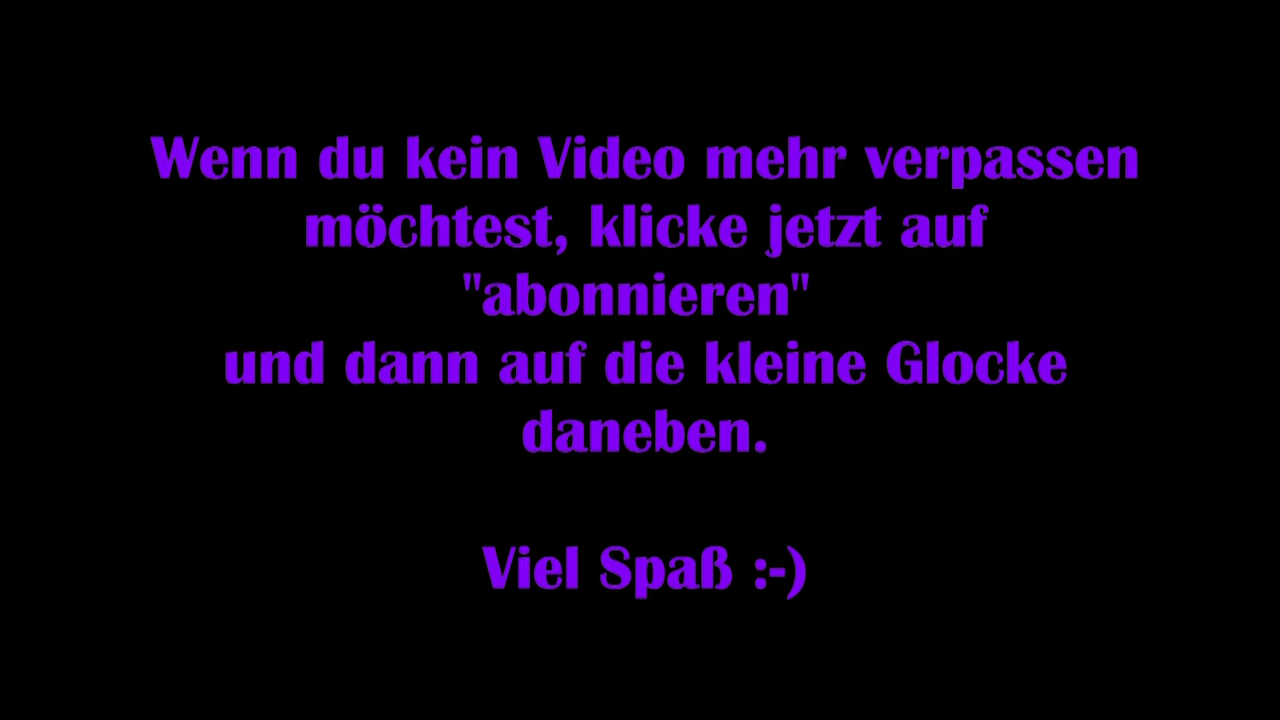 Wenn du kein Video mehr verpassen
möchtest, klicke jetzt auf
"abonnieren"
und dann auf die kleine Glocke
daneben.
Viel Spaß :-)